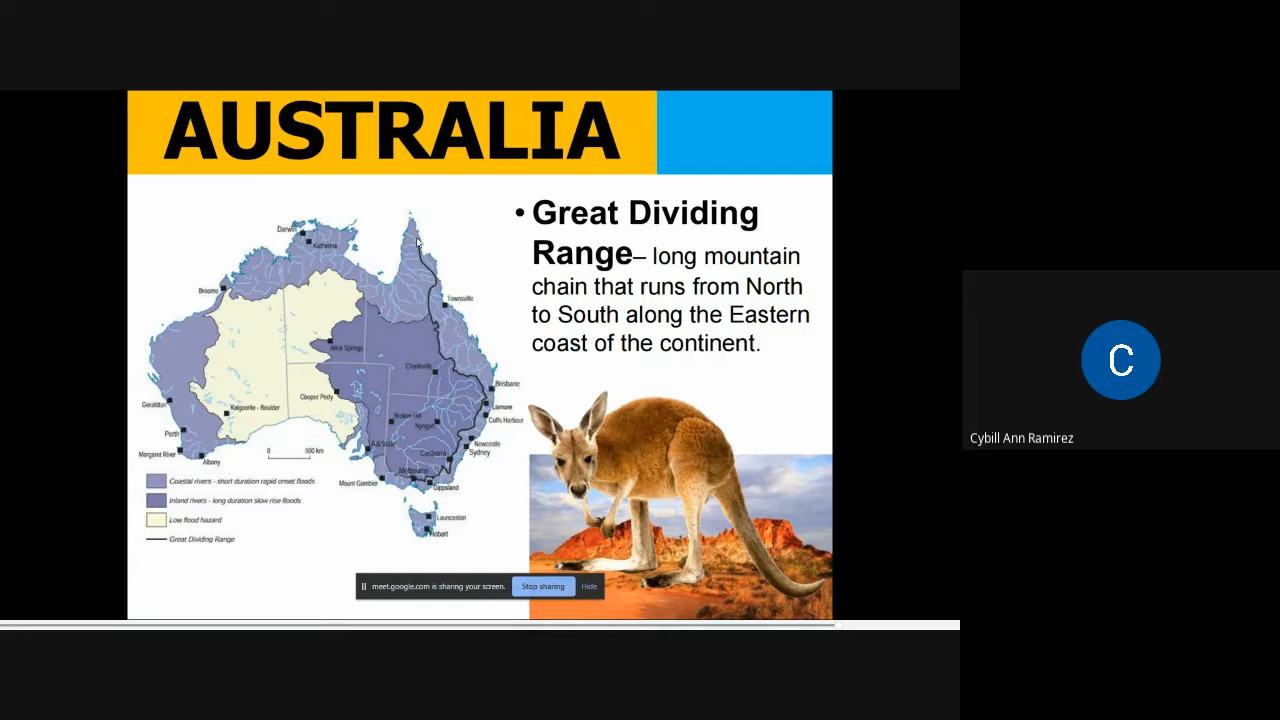 AUSTRALIA
• Great Dividing
Range– long mountain
chain that runs from North
to South along the Eastern
coast of the continent.
Darwin
Katherine
Broome
Townsville
Alice Springs
Charleville
Brisbane
Geraldton
Kalgoorlie - Boulder
Cooper Pedy
Lismore
Coffs Harbour
Broken Hill
Nyngan
Perth
Newcastle
Adelaide
Sydney
Margaret River
Albany
0 500 km
Canberra
Melbourne
Mount Gambier
Gippsland
Launceston
Hobart
Coastal rivers - short duration rapid onset floods
Inland rivers - long duration slow rise floods
Low flood hazard
Great Dividing Range
meet.google.com is sharing your screen.
Stop sharing
Hide
C
Cybill Ann Ramirez